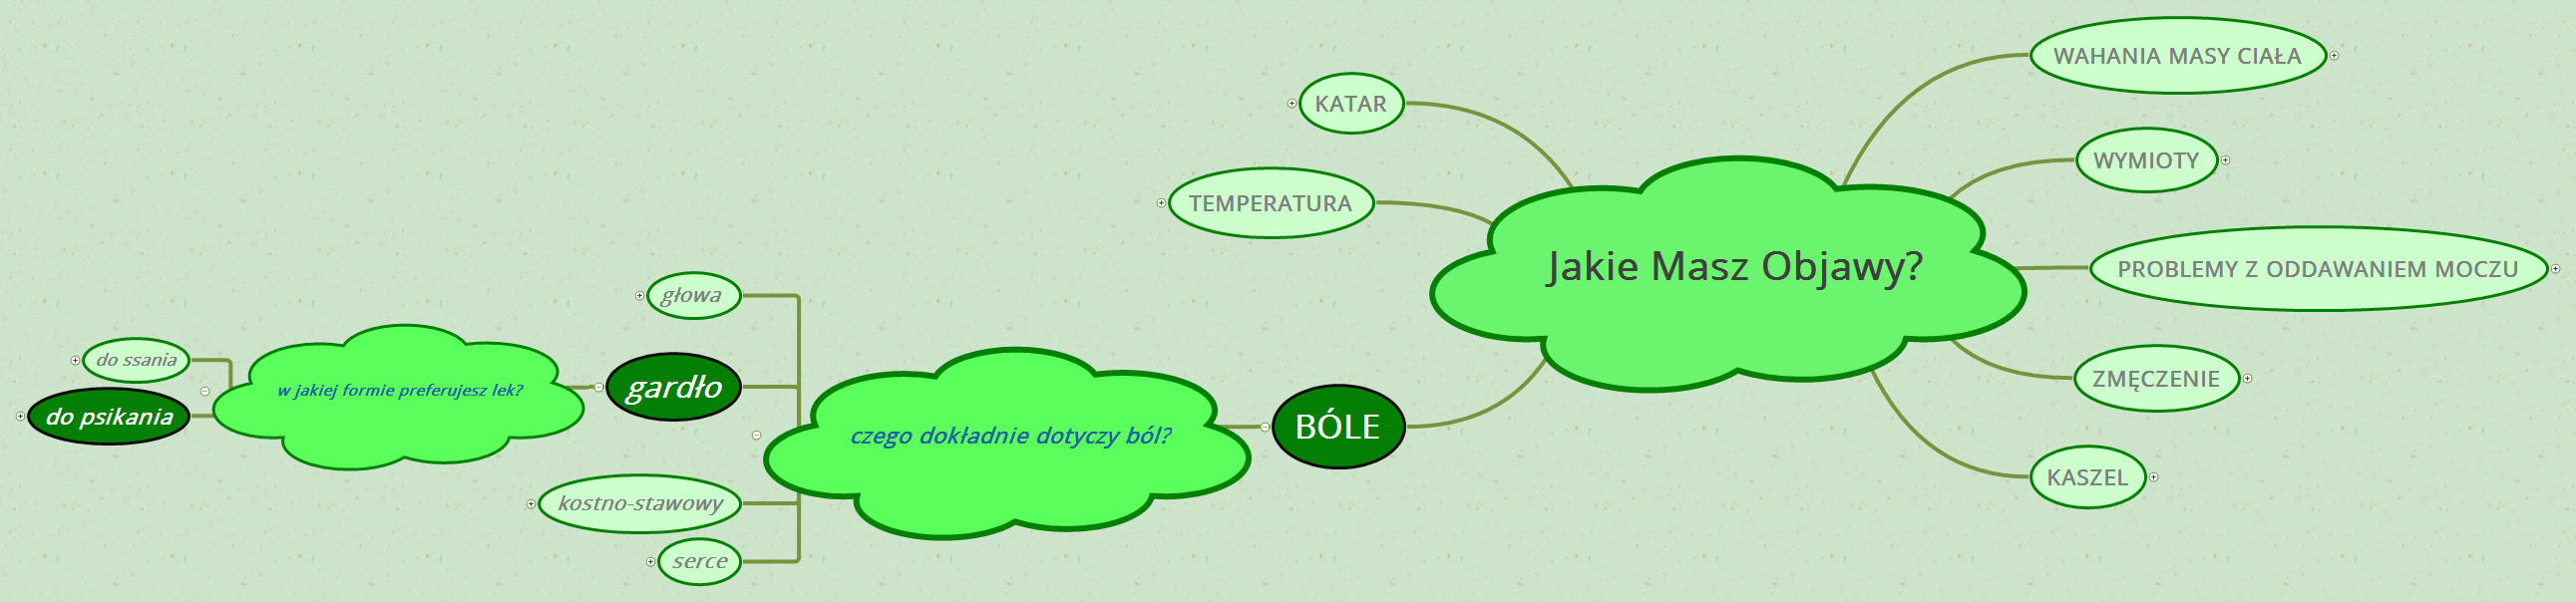 Jakie Masz Objawy?
WAHANIA MASY CIAŁA
WYMIOTY
PROBLEMY Z ODDAWANIEM MOCZU
ZMĘCZENIE
KASZEL
KATAR
TEMPERATURA
BÓLE
czego dokładnie dotyczy ból?
głowa
gardło
w jakiej formie preferujesz lek?
do ssania
do psikania
kostno-stawowy
serce